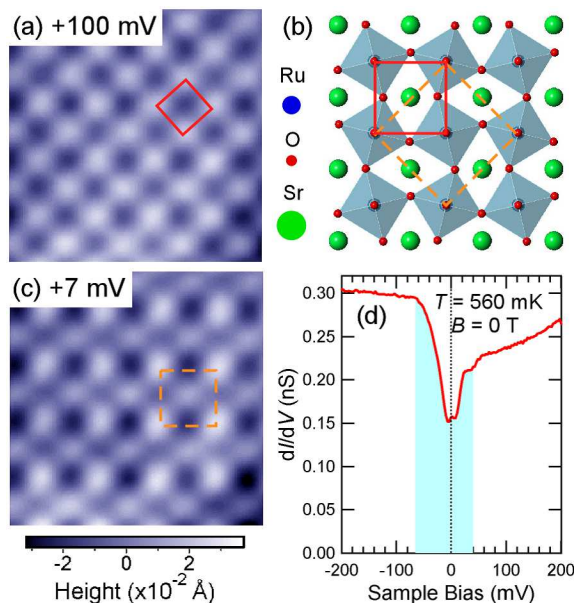 (a) +100 mV
(b)
Ru
O
Sr
(c) +7 mV
-2 0 2
Height (x10⁻² Å)
(d)
T = 560 mK
B = 0 T
0.30
0.25
0.20
0.15
0.10
0.05
0.00
dI/dV (nS)
-200 -100 0 100 200
Sample Bias (mV)